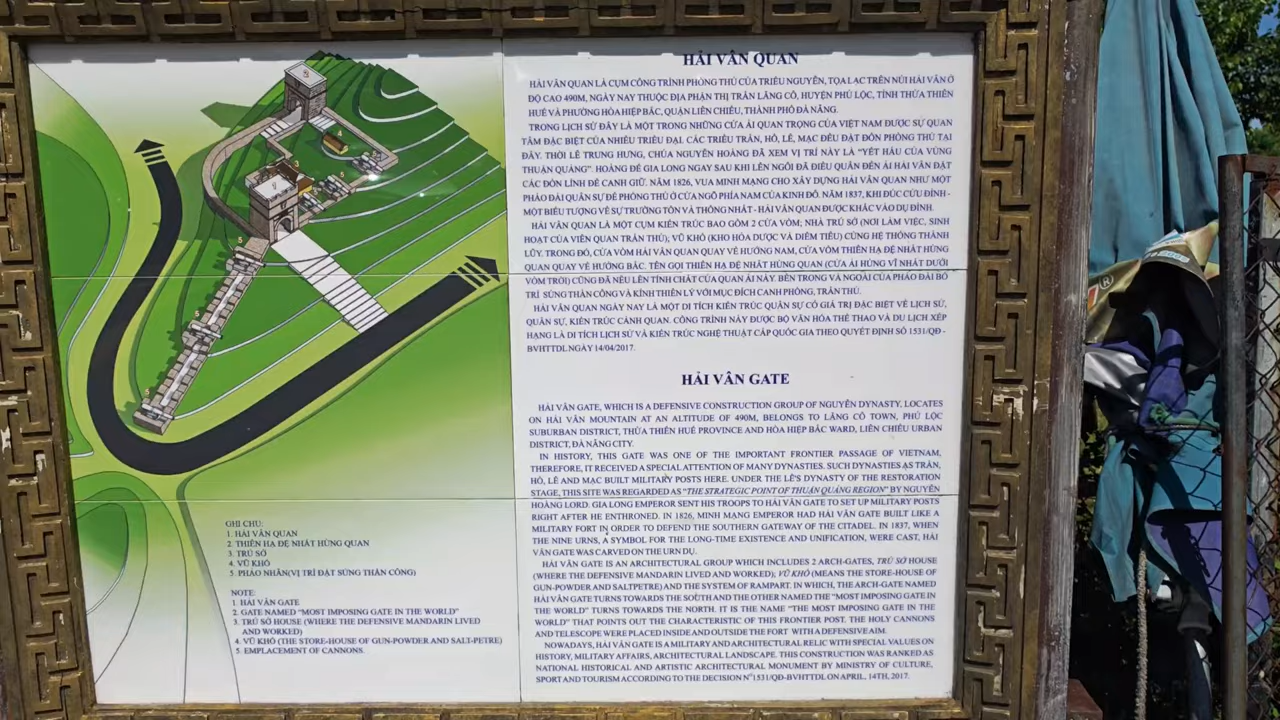 HẢI VÂN QUAN
HẢI VÂN QUAN LÀ CỤM CÔNG TRÌNH PHÒNG THỦ CỦA TRIỀU NGUYỄN, TỌA LẠC TRÊN NÚI HẢI VÂN Ở
ĐỘ CAO 490M, NGÀY NAY THUỘC ĐỊA PHẬN THỊ TRẤN LĂNG CÔ, HUYỆN PHÚ LỘC, TỈNH THỪA THIÊN
HUẾ VÀ PHƯỜNG HÒA HIỆP BẮC, QUẬN LIÊN CHIỂU, THÀNH PHỐ ĐÀ NẴNG.
TRONG LỊCH SỬ ĐÂY LÀ MỘT TRONG NHỮNG CỬA ẢI QUAN TRỌNG CỦA VIỆT NAM ĐƯỢC SỰ QUAN
TÂM ĐẶC BIỆT CỦA NHIỀU TRIỀU ĐẠI. CÁC TRIỀU TRẦN, HỒ, LÊ, MẠC ĐỀU ĐẶT ĐỒN PHÒNG THỦ TẠI
ĐÂY. THỜI LÊ TRUNG HƯNG, CHÚA NGUYỄN HOÀNG ĐÃ XEM VỊ TRÍ NÀY LÀ "YẾT HẦU CỦA VÙNG
THUẬN QUẢNG". HOÀNG ĐẾ GIA LONG NGAY SAU KHI LÊN NGÔI ĐÃ ĐIỀU QUÂN ĐẾN ẢI HẢI VÂN ĐẶT
CÁC ĐỒN LÍNH ĐỂ CANH GIỮ. NĂM 1826, VUA MINH MẠNG CHO XÂY DỰNG HẢI VÂN QUAN NHƯ MỘT
PHÁO ĐÀI QUÂN SỰ ĐỂ PHÒNG THỦ Ở CỬA NGÕ PHÍA NAM CỦA KINH ĐÔ. NĂM 1837, KHI ĐÚC CỬU ĐỈNH -
MỘT BIỂU TƯỢNG VỀ SỰ TRƯỜNG TỒN VÀ THỐNG NHẤT - HẢI VÂN QUAN ĐƯỢC KHẮC VÀO DỤ ĐỈNH.
HẢI VÂN QUAN LÀ MỘT CỤM KIẾN TRÚC BAO GỒM 2 CỬA VÒM; NHÀ TRÚ SỞ (NƠI LÀM VIỆC, SINH
HOẠT CỦA VIÊN QUAN TRẤN THỦ); VŨ KHỐ (KHO HỎA DƯỢC VÀ DIÊM TIÊU) CÙNG HỆ THỐNG THÀNH
LŨY. TRONG ĐÓ, CỬA VÒM HẢI VÂN QUAN QUAY VỀ HƯỚNG NAM, CỬA VÒM THIÊN HẠ ĐỆ NHẤT HÙNG
QUAN QUAY VỀ HƯỚNG BẮC. TÊN GỌI THIÊN HẠ ĐỆ NHẤT HÙNG QUAN (CỬA ẢI HÙNG VĨ NHẤT DƯỚI
VÒM TRỜI) CŨNG ĐÃ NÊU LÊN TÍNH CHẤT CỦA QUAN ẢI NÀY. BÊN TRONG VÀ NGOÀI CỦA PHÁO ĐÀI BỐ
TRÍ SÚNG THẦN CÔNG VÀ KÍNH THIÊN LÝ VỚI MỤC ĐÍCH CANH PHÒNG, TRẤN THỦ.
HẢI VÂN QUAN NGÀY NAY LÀ MỘT DI TÍCH KIẾN TRÚC QUÂN SỰ CÓ GIÁ TRỊ ĐẶC BIỆT VỀ LỊCH SỬ,
QUÂN SỰ, KIẾN TRÚC CẢNH QUAN. CÔNG TRÌNH NÀY ĐƯỢC BỘ VĂN HÓA THỂ THAO VÀ DU LỊCH XẾP
HẠNG LÀ DI TÍCH LỊCH SỬ VÀ KIẾN TRÚC NGHỆ THUẬT CẤP QUỐC GIA THEO QUYẾT ĐỊNH SỐ 1531/QĐ -
BVHTTDL NGÀY 14/04/2017.
HẢI VÂN GATE
HẢI VÂN GATE, WHICH IS A DEFENSIVE CONSTRUCTION GROUP OF NGUYỄN DYNASTY, LOCATES
ON HẢI VÂN MOUNTAIN AT AN ALTITUDE OF 490M, BELONGS TO LĂNG CÔ TOWN, PHÚ LỘC
SUBURBAN DISTRICT, THỪA THIÊN HUẾ PROVINCE AND HÒA HIỆP BẮC WARD, LIÊN CHIỂU URBAN
DISTRICT, ĐÀ NẴNG CITY.
IN HISTORY, THIS GATE WAS ONE OF THE IMPORTANT FRONTIER PASSAGE OF VIETNAM,
THEREFORE, IT RECEIVED A SPECIAL ATTENTION OF MANY DYNASTIES. SUCH DYNASTIES AS TRẦN,
HỒ, LÊ AND MẠC BUILT MILITARY POSTS HERE. UNDER THE LÊ'S DYNASTY OF THE RESTORATION
STAGE, THIS SITE WAS REGARDED AS "THE STRATEGIC POINT OF THUẬN QUẢNG REGION" BY NGUYỄN
HOÀNG LORD. GIA LONG EMPEROR SENT HIS TROOPS TO HẢI VÂN GATE TO SET UP MILITARY POSTS
RIGHT AFTER HE ENTHRONED. IN 1826, MINH MẠNG EMPEROR HAD HẢI VÂN GATE BUILT LIKE A
MILITARY FORT IN ORDER TO DEFEND THE SOUTHERN GATEWAY OF THE CITADEL. IN 1837, WHEN
THE NINE URNS, A SYMBOL FOR THE LONG-TIME EXISTENCE AND UNIFICATION, WERE CAST, HẢI
VÂN GATE WAS CARVED ON THE URN DỤ.
HẢI VÂN GATE IS AN ARCHITECTURAL GROUP WHICH INCLUDES 2 ARCH-GATES, TRÚ SỞ HOUSE
(WHERE THE DEFENSIVE MANDARIN LIVED AND WORKED); VŨ KHỐ (MEANS THE STORE-HOUSE OF
GUN-POWDER AND SALTPETRE) AND THE SYSTEM OF RAMPART. IN WHICH, THE ARCH-GATE NAMED
HẢI VÂN GATE TURNS TOWARDS THE SOUTH AND THE OTHER NAMED THE "MOST IMPOSING GATE IN
THE WORLD" TURNS TOWARDS THE NORTH. IT IS THE NAME "THE MOST IMPOSING GATE IN THE
WORLD" THAT POINTS OUT THE CHARACTERISTIC OF THIS FRONTIER POST. THE HOLY CANNONS
AND TELESCOPE WERE PLACED INSIDE AND OUTSIDE THE FORT WITH A DEFENSIVE AIM.
NOWADAYS, HẢI VÂN GATE IS A MILITARY AND ARCHITECTURAL RELIC WITH SPECIAL VALUES ON
HISTORY, MILITARY AFFAIRS, ARCHITECTURAL LANDSCAPE. THIS CONSTRUCTION WAS RANKED AS
NATIONAL HISTORICAL AND ARTISTIC ARCHITECTURAL MONUMENT BY MINISTRY OF CULTURE,
SPORT AND TOURISM ACCORDING TO THE DECISION N°1531/QĐ-BVHTTDL ON APRIL, 14TH, 2017.
GHI CHÚ:
1. HẢI VÂN QUAN
2. THIÊN HẠ ĐỆ NHẤT HÙNG QUAN
3. TRÚ SỞ
4. VŨ KHỐ
5. PHÁO NHÃN(VỊ TRÍ ĐẶT SÚNG THẦN CÔNG)
NOTE:
1. HẢI VÂN GATE
2. GATE NAMED "MOST IMPOSING GATE IN THE WORLD"
3. TRÚ SỞ HOUSE (WHERE THE DEFENSIVE MANDARIN LIVED
AND WORKED)
4. VŨ KHỐ (THE STORE-HOUSE OF GUN-POWDER AND SALT-PETRE)
5. EMPLACEMENT OF CANNONS.